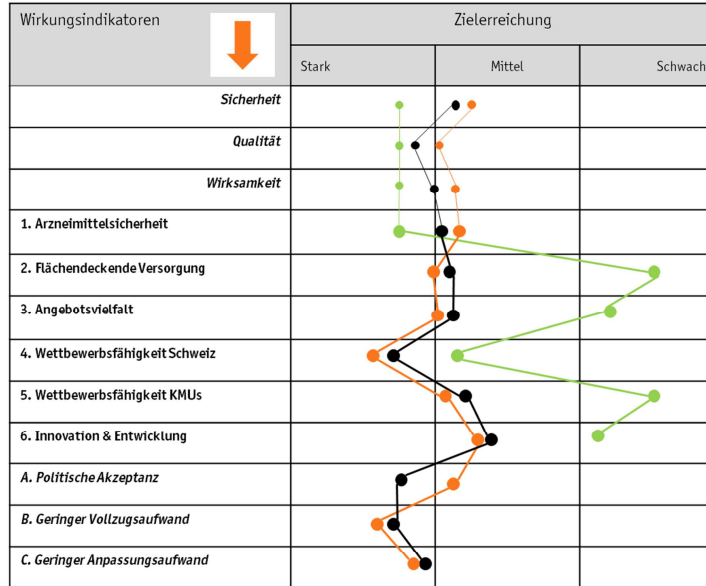 Wirkungsindikatoren
Zielerreichung
Stark
Mittel
Schwach
Sicherheit
Qualität
Wirksamkeit
1. Arzneimittelsicherheit
2. Flächendeckende Versorgung
3. Angebotsvielfalt
4. Wettbewerbsfähigkeit Schweiz
5. Wettbewerbsfähigkeit KMUs
6. Innovation & Entwicklung
A. Politische Akzeptanz
B. Geringer Vollzugsaufwand
C. Geringer Anpassungsaufwand